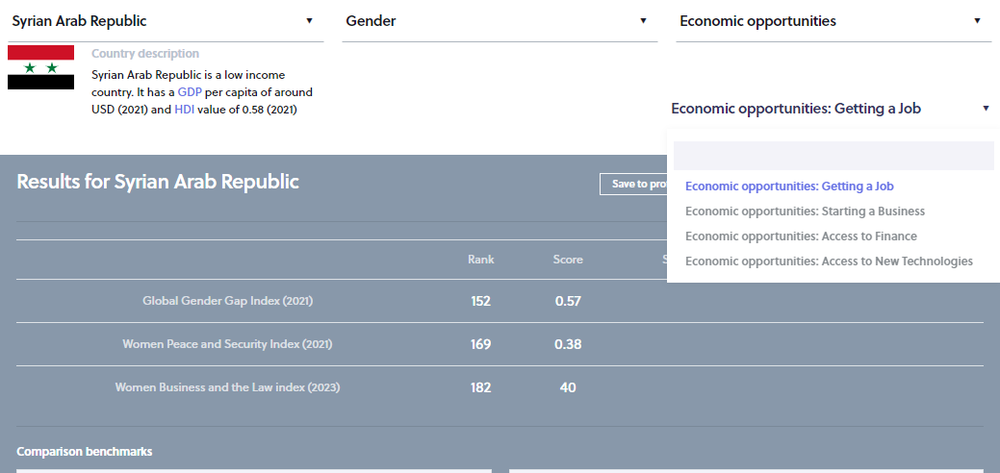 Syrian Arab Republic
Gender
Economic opportunities
Country description
Syrian Arab Republic is a low income
country. It has a GDP per capita of around
USD (2021) and HDI value of 0.58 (2021)
Economic opportunities: Getting a Job
Economic opportunities: Getting a Job
Economic opportunities: Starting a Business
Economic opportunities: Access to Finance
Economic opportunities: Access to New Technologies
Results for Syrian Arab Republic
Save to
Rank Score
Global Gender Gap Index (2021) 152 0.57
Women Peace and Security Index (2021) 169 0.38
Women Business and the Law index (2023) 182 40
Comparison benchmarks